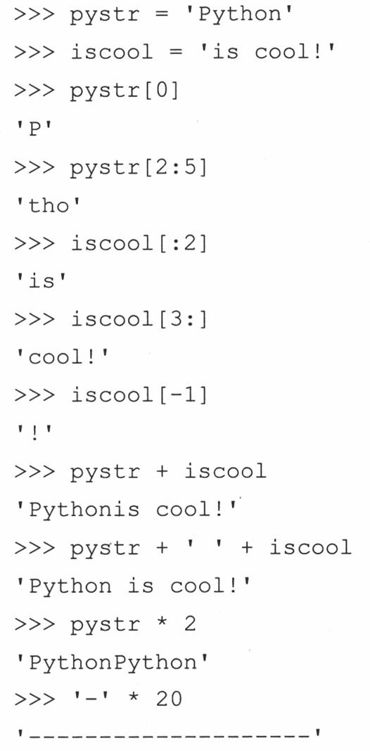 >>> pystr = 'Python'
>>> iscool = 'is cool!'
>>> pystr[0]
'P'
>>> pystr[2:5]
'tho'
>>> iscool[:2]
'is'
>>> iscool[3:]
'cool!'
>>> iscool[-1]
'!'
>>> pystr + iscool
'Pythonis cool!'
>>> pystr + ' ' + iscool
'Python is cool!'
>>> pystr * 2
'PythonPython'
>>> '-' * 20
'--------------------'